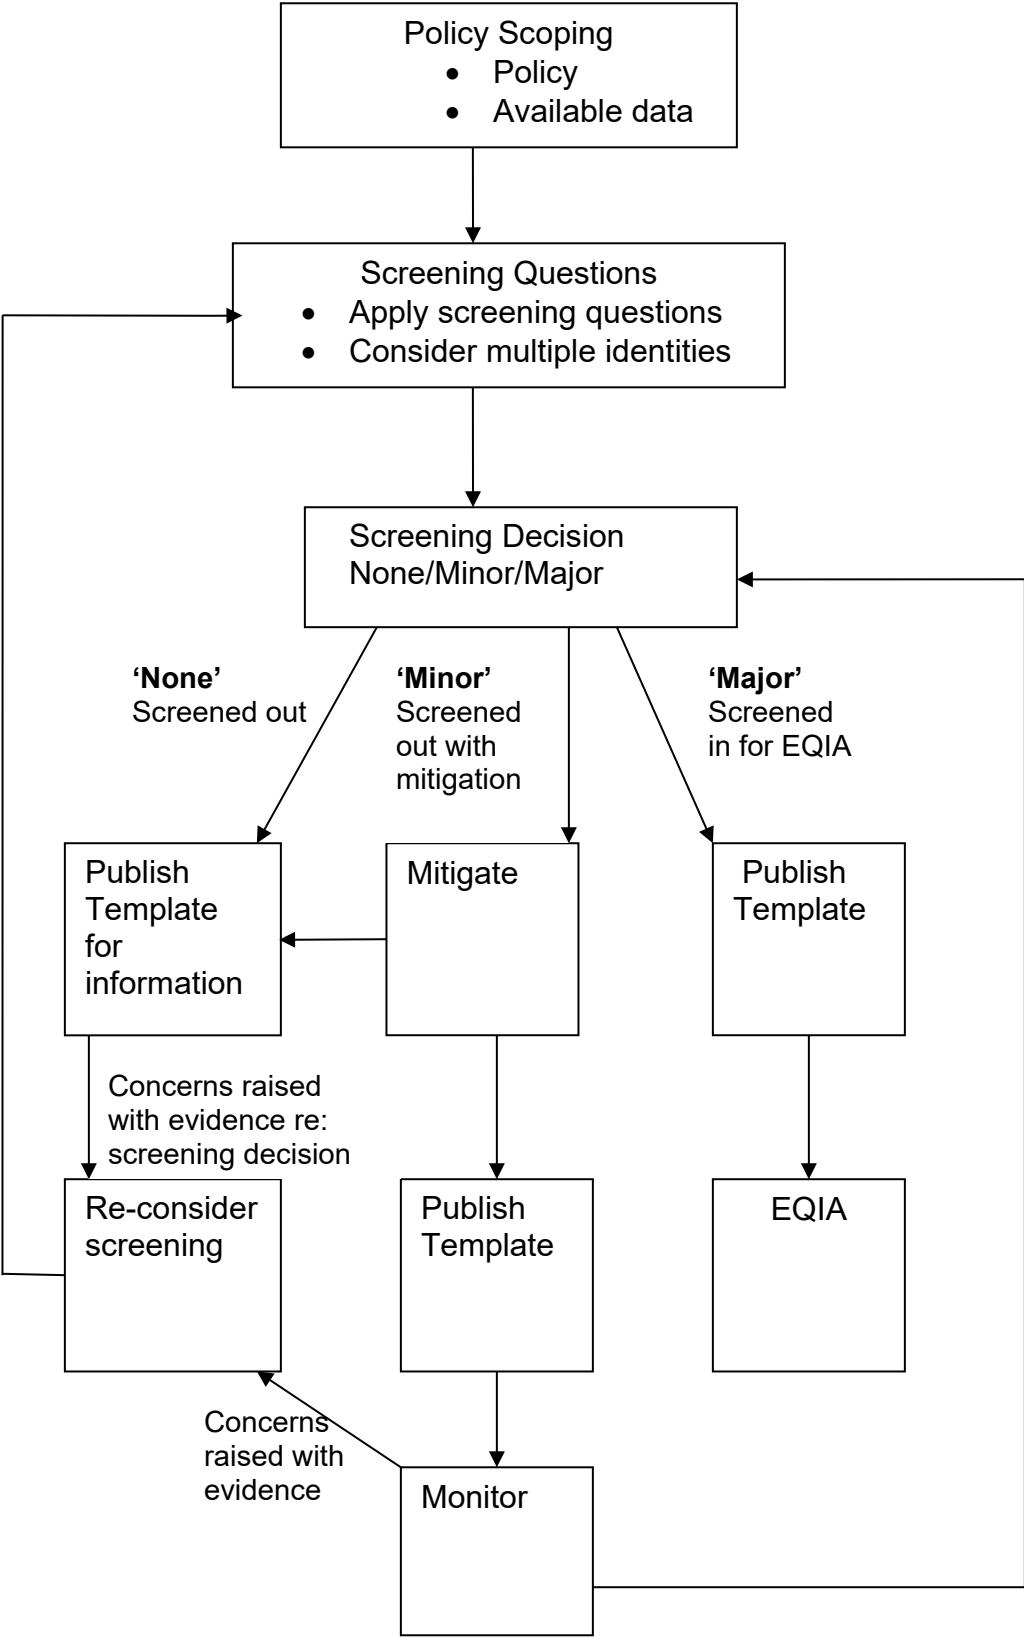 Policy Scoping
• Policy
• Available data
Screening Questions
• Apply screening questions
• Consider multiple identities
Screening Decision
None/Minor/Major
‘None’
Screened out
‘Minor’
Screened
out with
mitigation
‘Major’
Screened
in for EQIA
Publish
Template
for
information
Mitigate
Publish
Template
Concerns raised
with evidence re:
screening decision
Re-consider
screening
Publish
Template
EQIA
Concerns
raised with
evidence
Monitor